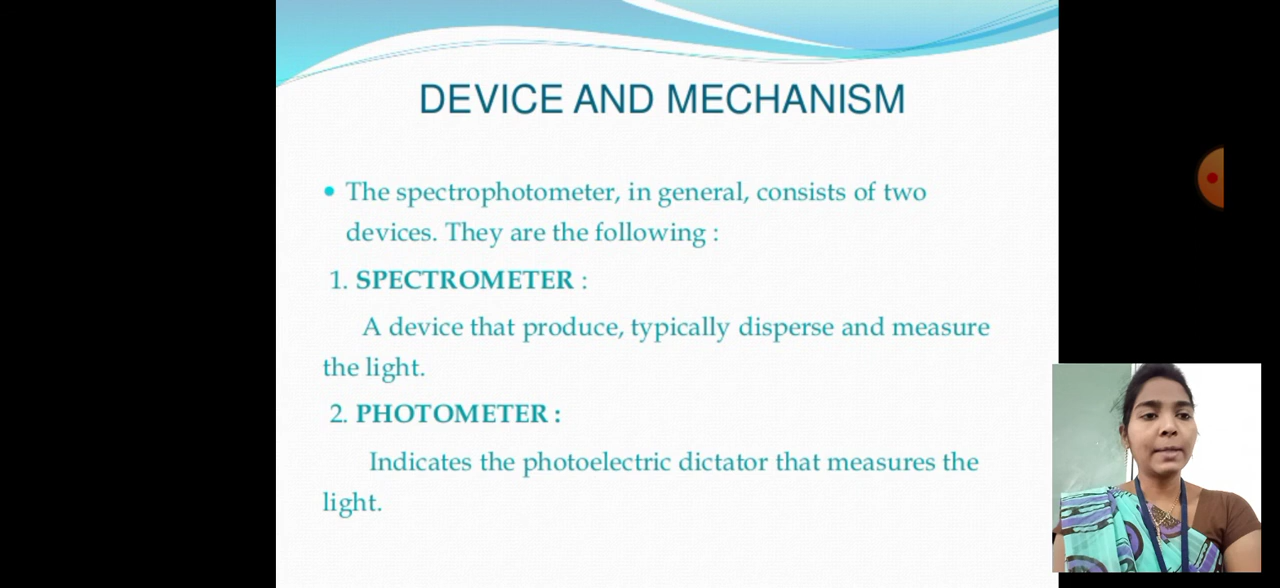 DEVICE AND MECHANISM
• The spectrophotometer, in general, consists of two
devices. They are the following :
1. SPECTROMETER :
A device that produce, typically disperse and measure
the light.
2. PHOTOMETER :
Indicates the photoelectric dictator that measures the
light.